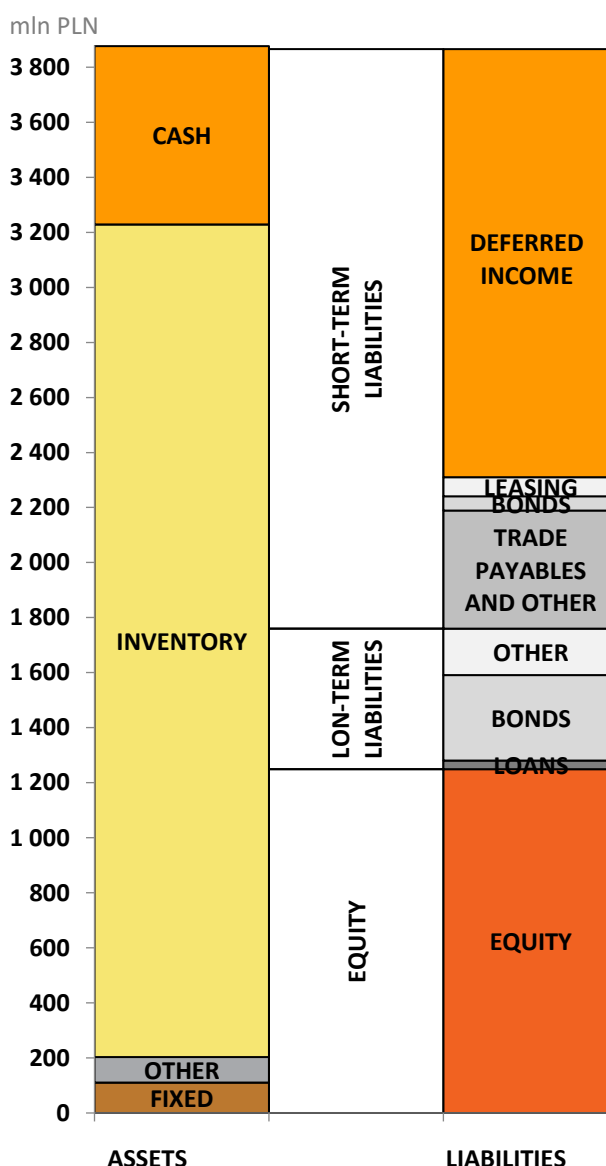 mln PLN
3 800
3 600
3 400
3 200
3 000
2 800
2 600
2 400
2 200
2 000
1 800
1 600
1 400
1 200
1 000
800
600
400
200
0
CASH
INVENTORY
OTHER
FIXED
SHORT-TERM
LIABILITIES
LON-TERM
LIABILITIES
EQUITY
DEFERRED
INCOME
LEASING
BONDS
TRADE
PAYABLES
AND OTHER
OTHER
BONDS
LOANS
EQUITY
ASSETS
LIABILITIES